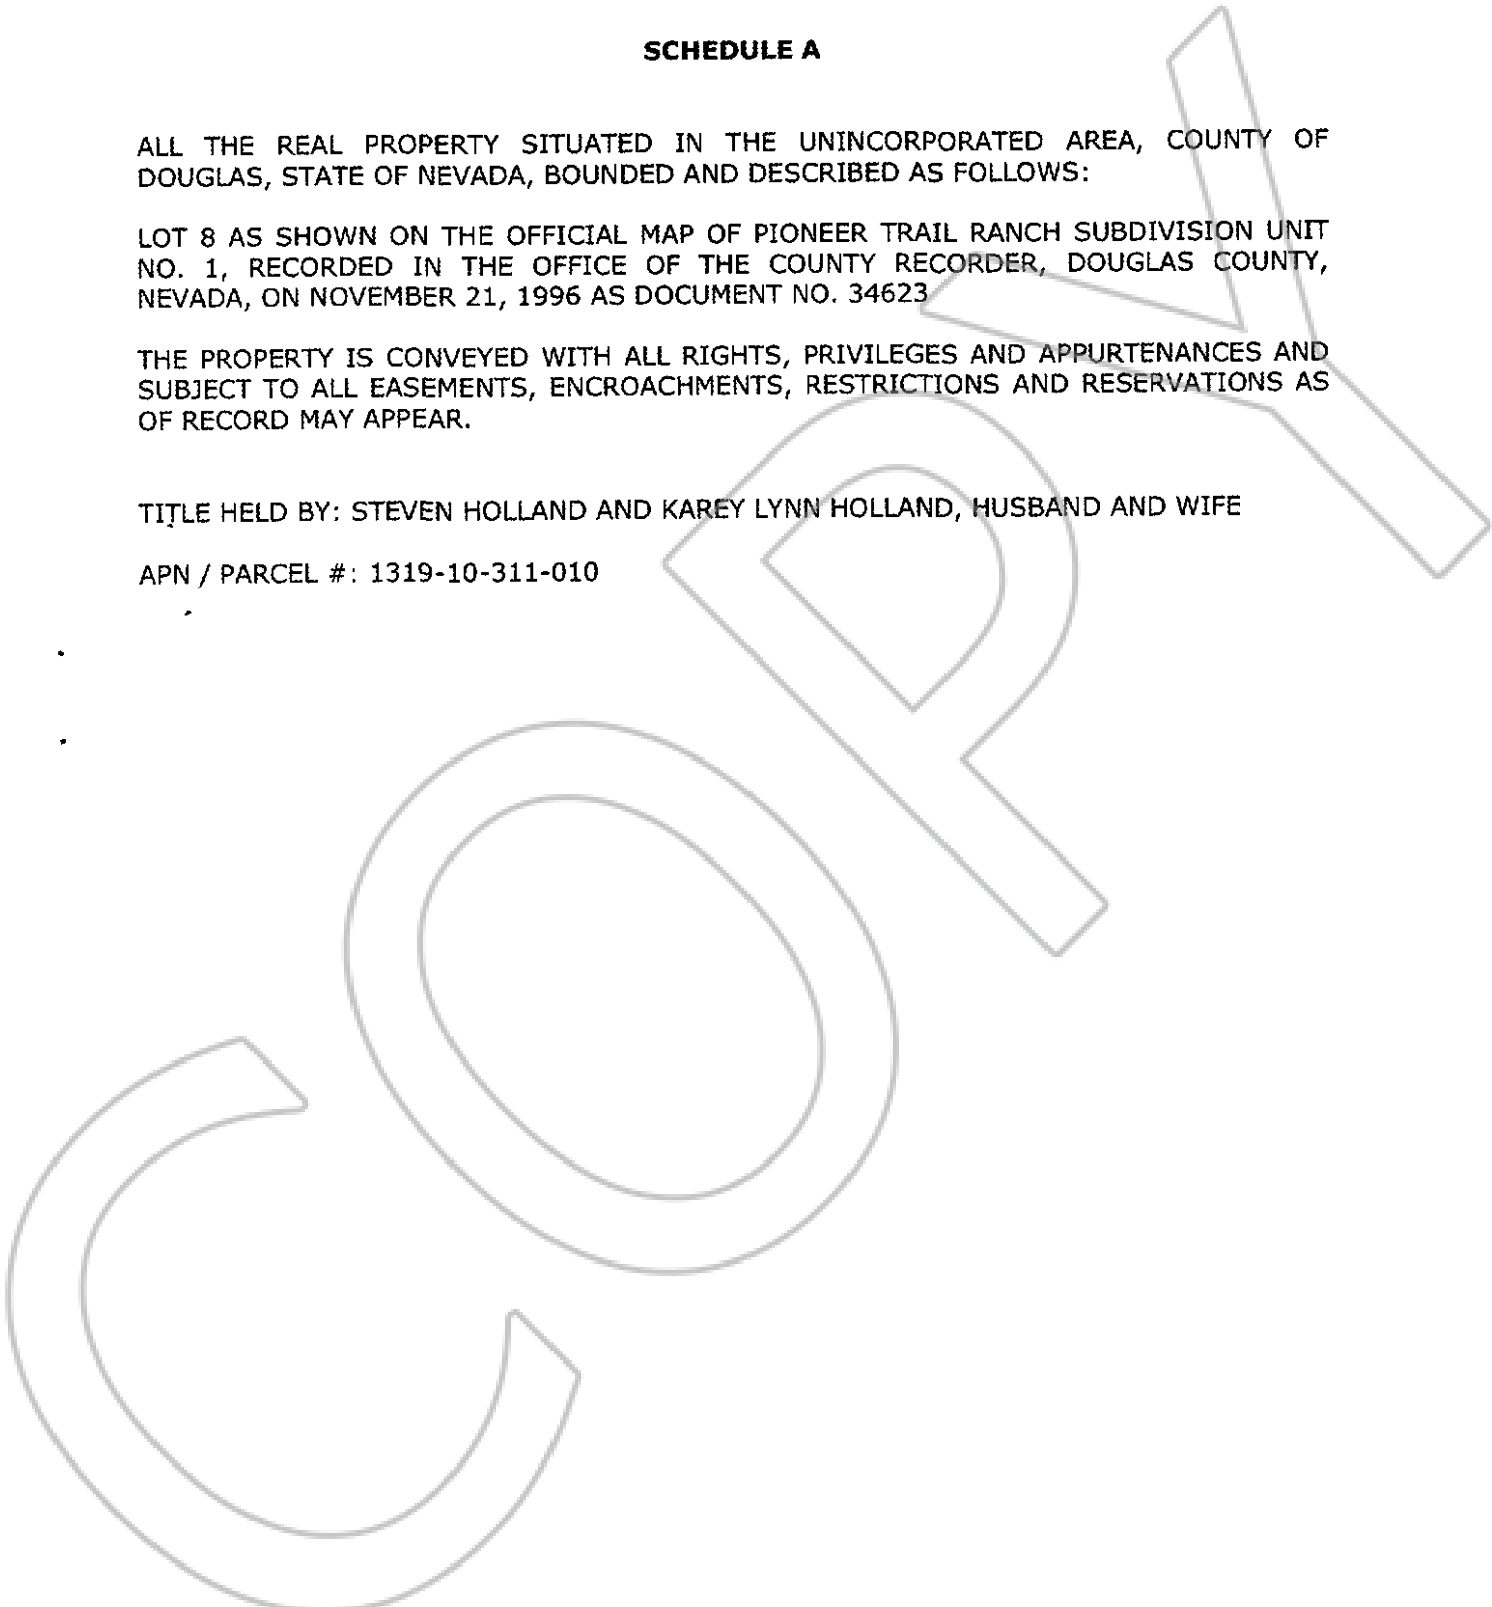 SCHEDULE A
ALL THE REAL PROPERTY SITUATED IN THE UNINCORPORATED AREA, COUNTY OF
DOUGLAS, STATE OF NEVADA, BOUNDED AND DESCRIBED AS FOLLOWS:
LOT 8 AS SHOWN ON THE OFFICIAL MAP OF PIONEER TRAIL RANCH SUBDIVISION UNIT
NO. 1, RECORDED IN THE OFFICE OF THE COUNTY RECORDER, DOUGLAS COUNTY,
NEVADA, ON NOVEMBER 21, 1996 AS DOCUMENT NO. 34623
THE PROPERTY IS CONVEYED WITH ALL RIGHTS, PRIVILEGES AND APPURTENANCES AND
SUBJECT TO ALL EASEMENTS, ENCROACHMENTS, RESTRICTIONS AND RESERVATIONS AS
OF RECORD MAY APPEAR.
TITLE HELD BY: STEVEN HOLLAND AND KAREY LYNN HOLLAND, HUSBAND AND WIFE
APN / PARCEL #: 1319-10-311-010
COPY